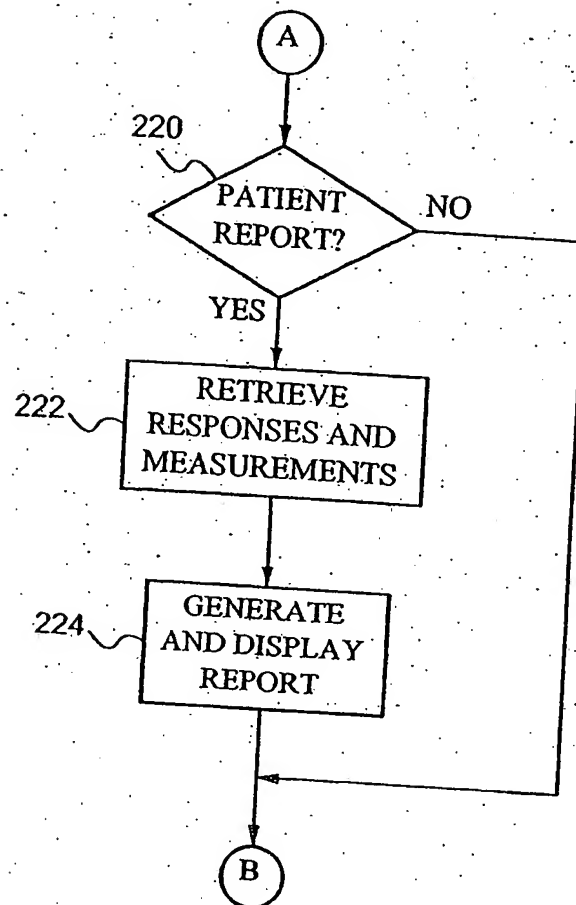 A
220
PATIENT
REPORT?
NO
YES
222
RETRIEVE
RESPONSES AND
MEASUREMENTS
224
GENERATE
AND DISPLAY
REPORT
B